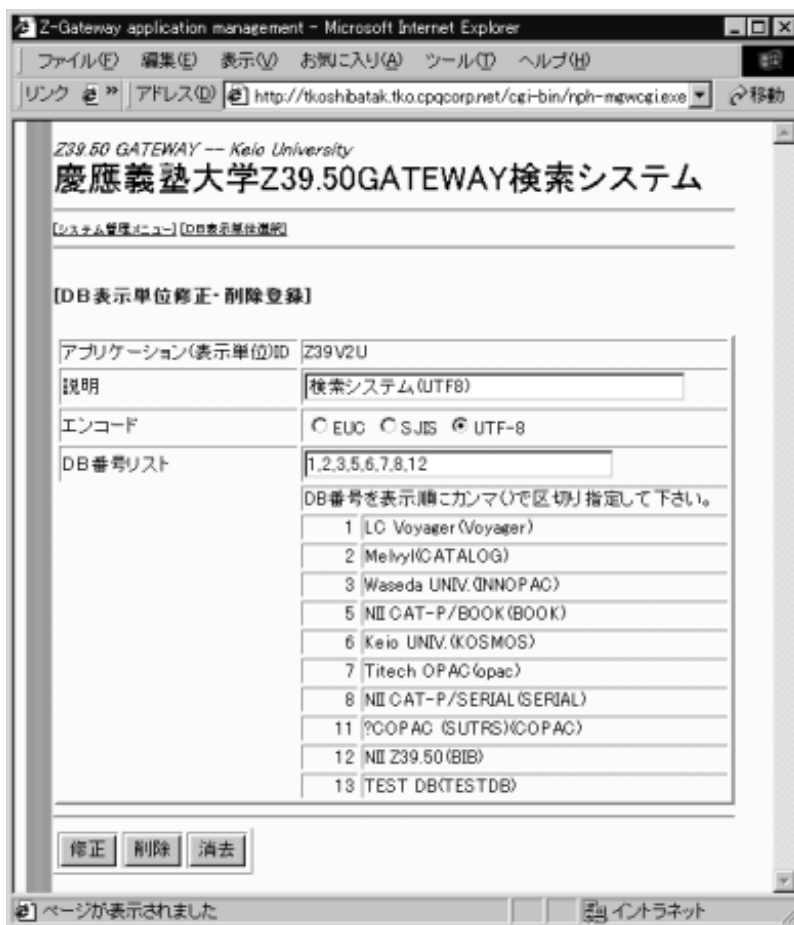 Z-Gateway application management - Microsoft Internet Explorer
ファイル(F) 編集(E) 表示(V) お気に入り(A) ツール(T) ヘルプ(H)
リンク » アドレス(D) http://tkoshibatak.tko.cpqcorp.net/cgi-bin/nph-mgwcgi.exe 移動
Z39.50 GATEWAY -- Keio University
慶應義塾大学Z39.50GATEWAY検索システム
[システム管理メニュー] [DB表示単位選択]
[DB表示単位修正・削除登録]
アプリケーション(表示単位)ID Z39V2U
説明 検索システム(UTF8)
エンコード EUC SJIS UTF-8
DB番号リスト 1,2,3,5,6,7,8,12
DB番号を表示順にカンマ(,)で区切り指定して下さい。
1 LC Voyager(Voyager)
2 Melvyl(CATALOG)
3 Waseda UNIV.(INNOPAC)
5 NII CAT-P/BOOK(BOOK)
6 Keio UNIV.(KOSMOS)
7 Titech OPAC(opac)
8 NII CAT-P/SERIAL(SERIAL)
11 ?COPAC (SUTRS)(COPAC)
12 NII Z39.50(BIB)
13 TEST DB(TESTDB)
修正 削除 消去
ページが表示されました イントラネット